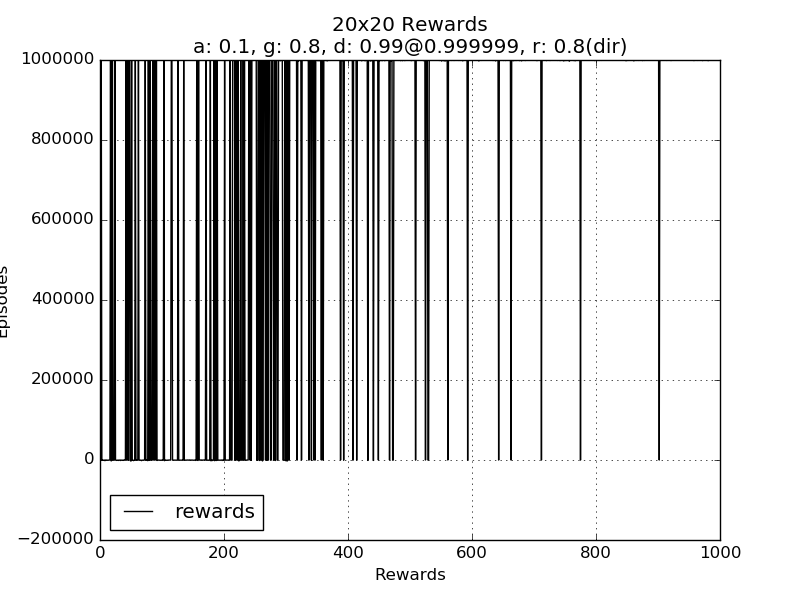 20x20 Rewards
a: 0.1, g: 0.8, d: 0.99@0.999999, r: 0.8(dir)
1000000
800000
600000
400000
200000
0
−200000
Episodes
rewards
0 200 400 600 800 1000
Rewards